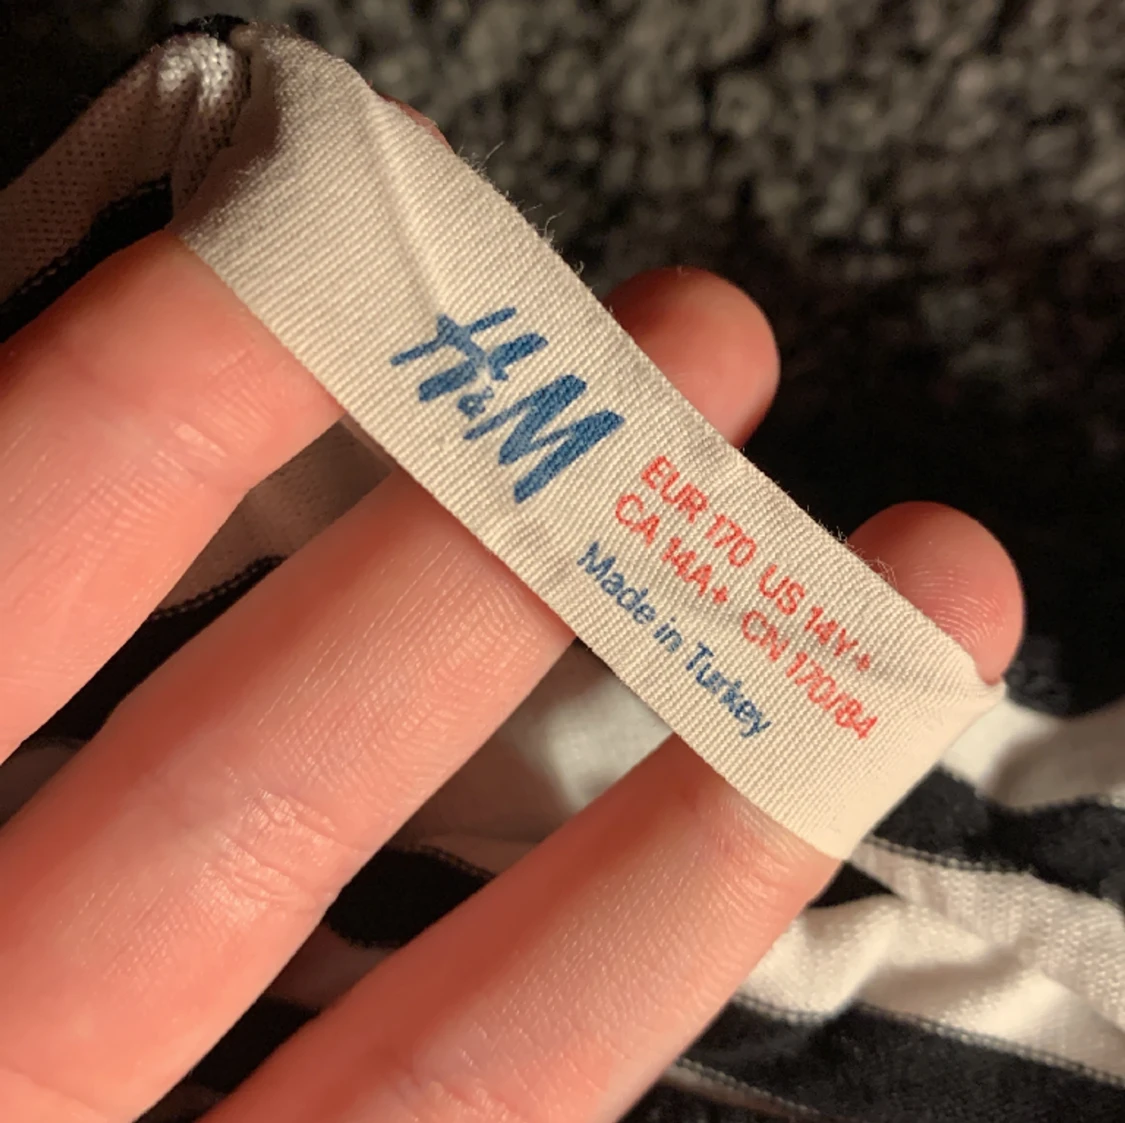 H&M
EUR 170 US 14Y+
CA 14A+ CN 170/84
Made in Turkey